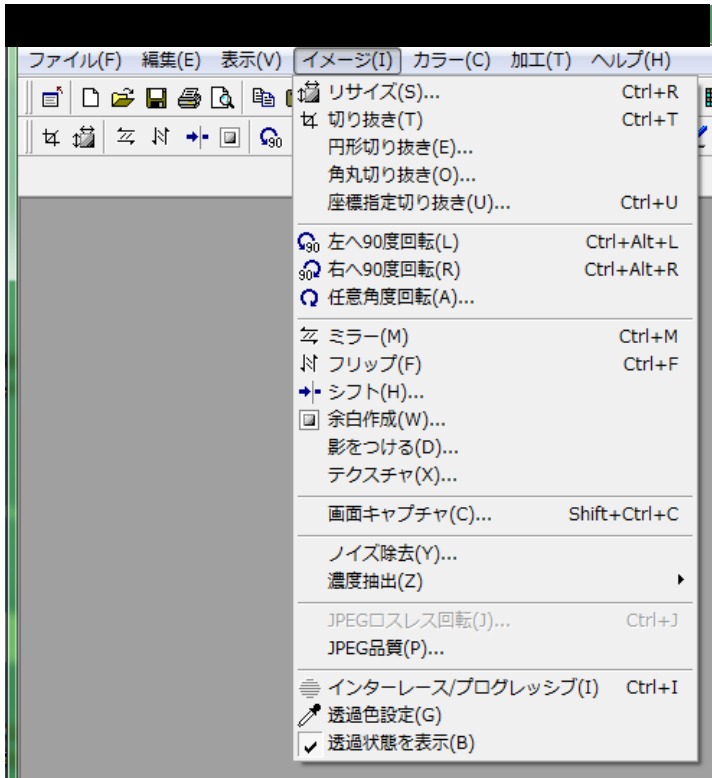 ファイル(F) 編集(E) 表示(V) イメージ(I) カラー(C) 加工(T) ヘルプ(H)
リサイズ(S)... Ctrl+R
切り抜き(T) Ctrl+T
円形切り抜き(E)...
角丸切り抜き(O)...
座標指定切り抜き(U)... Ctrl+U
90 左へ90度回転(L) Ctrl+Alt+L
90 右へ90度回転(R) Ctrl+Alt+R
任意角度回転(A)...
ミラー(M) Ctrl+M
フリップ(F) Ctrl+F
シフト(H)...
余白作成(W)...
影をつける(D)...
テクスチャ(X)...
画面キャプチャ(C)... Shift+Ctrl+C
ノイズ除去(Y)...
濃度抽出(Z)
JPEGロスレス回転(J)... Ctrl+J
JPEG品質(P)...
インターレース/プログレッシブ(I) Ctrl+I
透過色設定(G)
透過状態を表示(B)